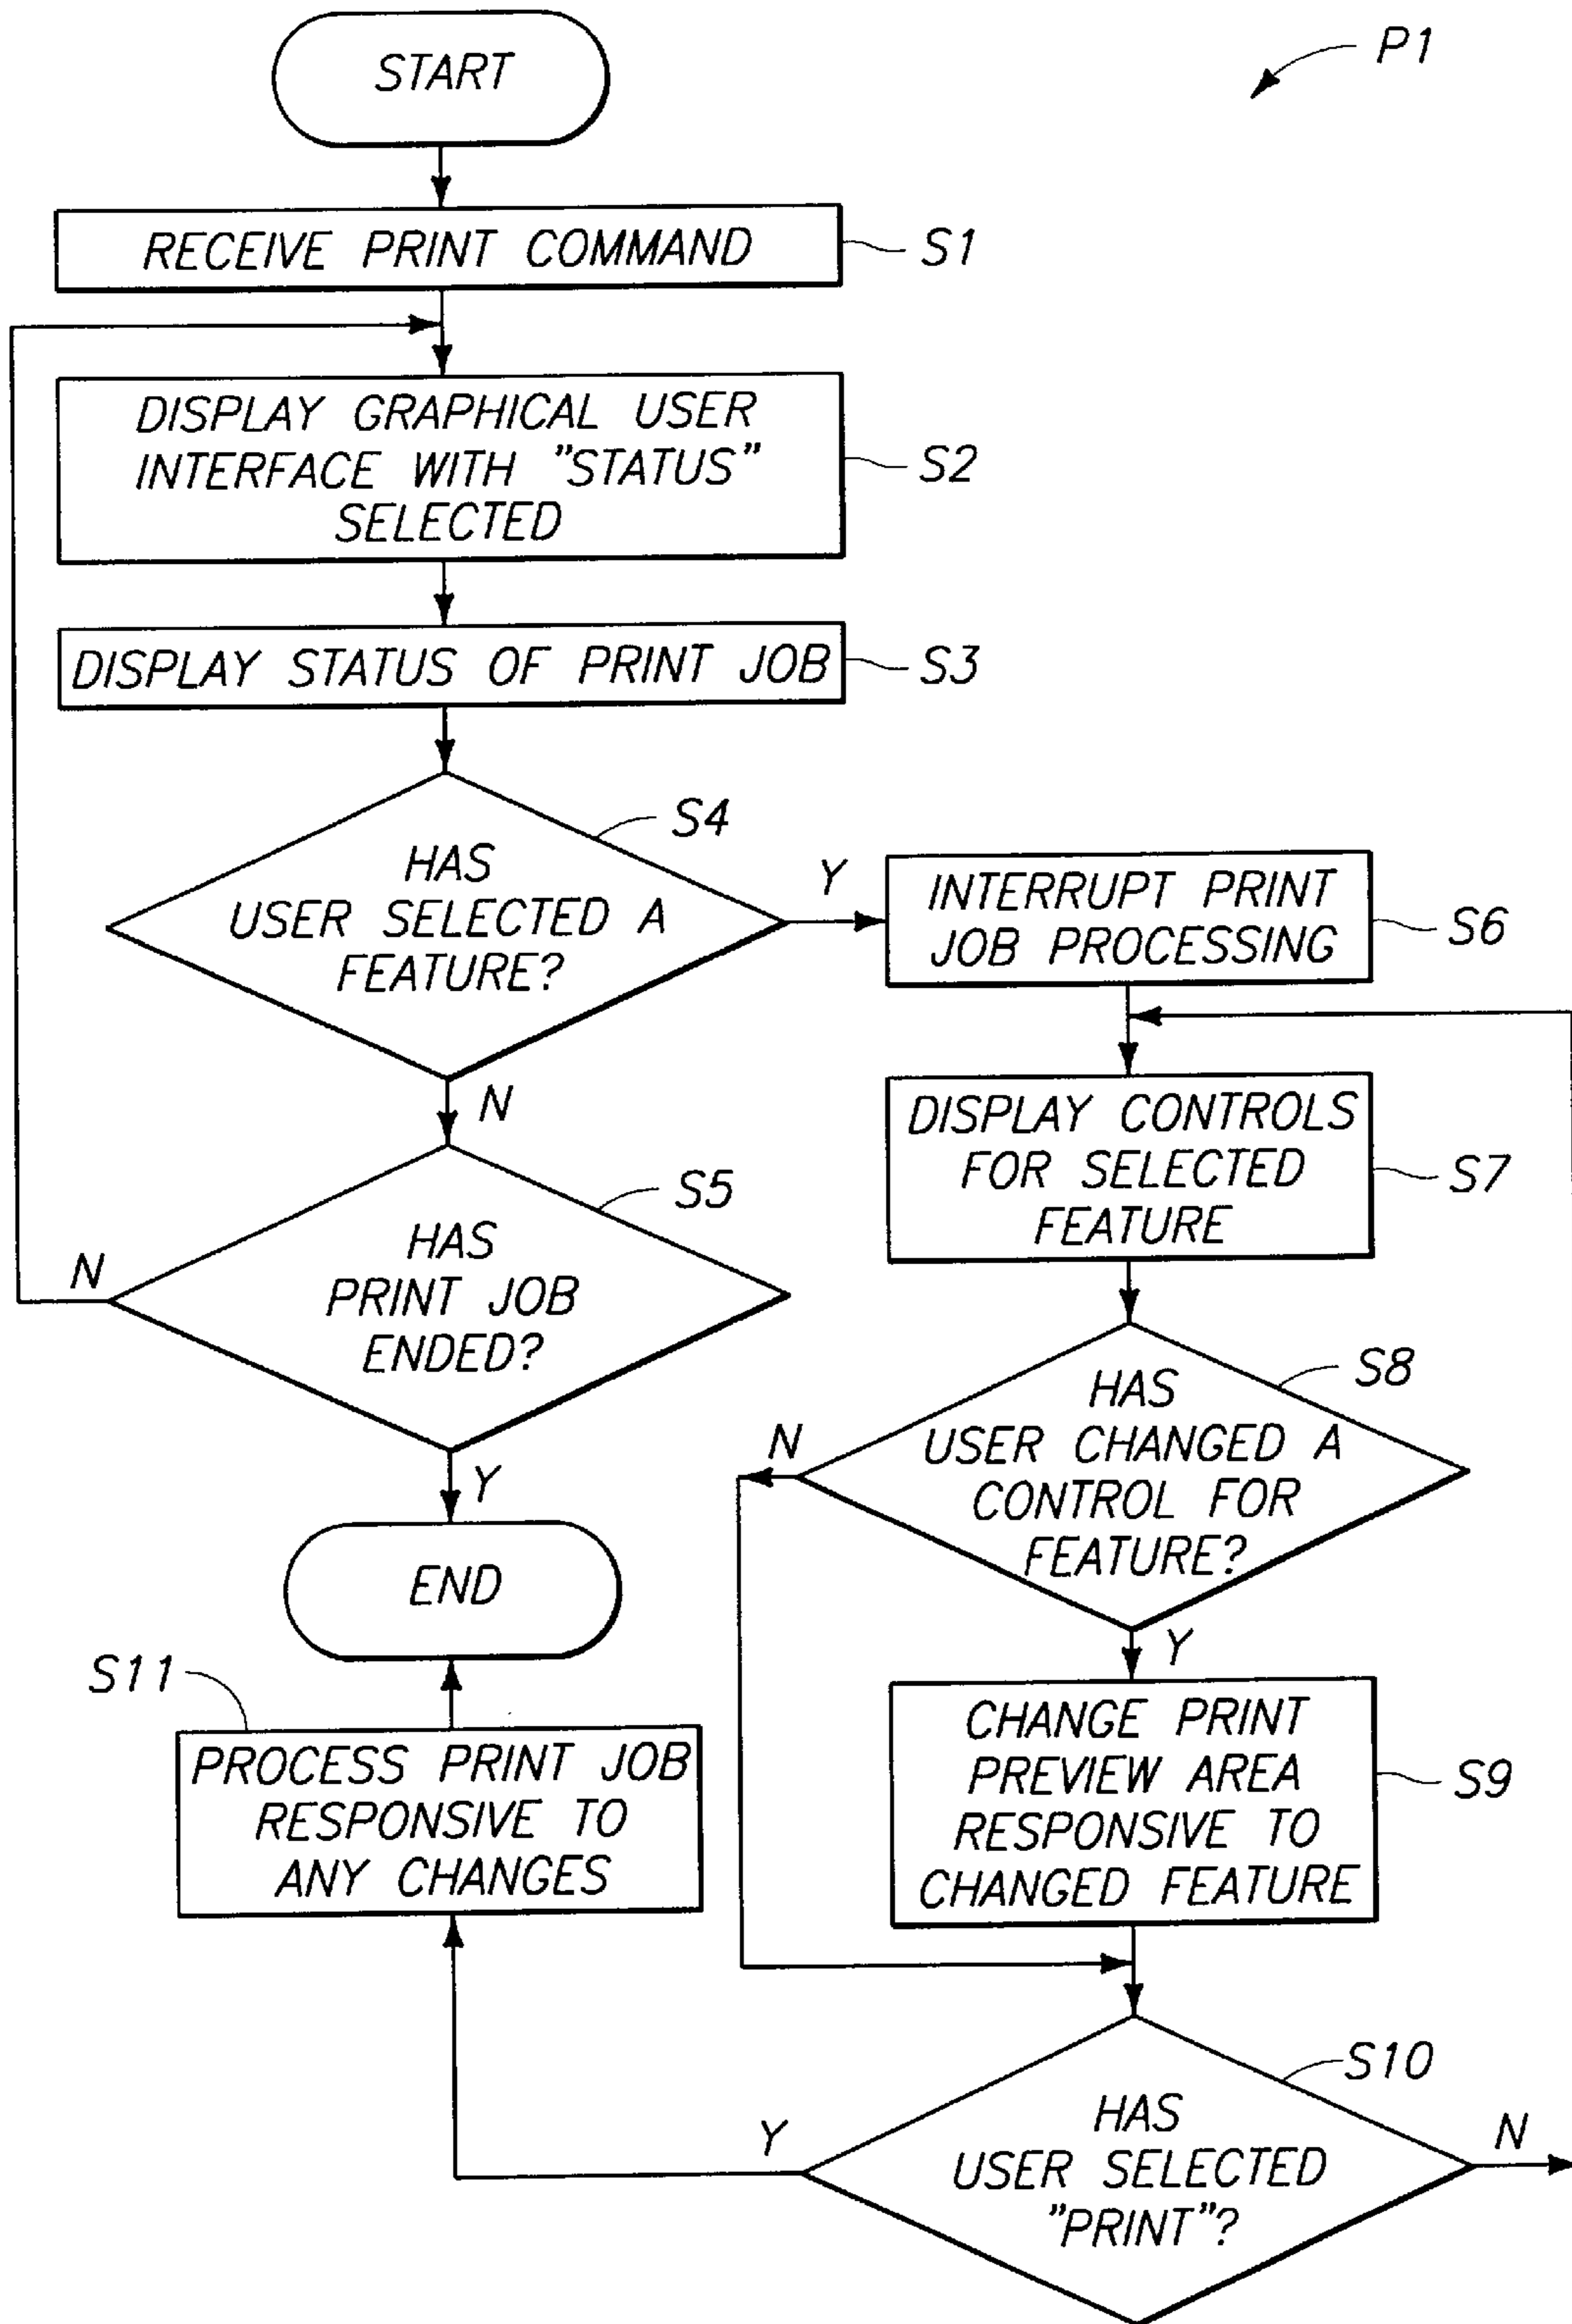 START
P1
RECEIVE PRINT COMMAND
S1
DISPLAY GRAPHICAL USER
INTERFACE WITH "STATUS"
SELECTED
S2
DISPLAY STATUS OF PRINT JOB
S3
S4
HAS
USER SELECTED A
FEATURE?
Y
N
INTERRUPT PRINT
JOB PROCESSING
S6
DISPLAY CONTROLS
FOR SELECTED
FEATURE
S7
S5
HAS
PRINT JOB
ENDED?
N
Y
END
S8
HAS
USER CHANGED A
CONTROL FOR
FEATURE?
N
Y
CHANGE PRINT
PREVIEW AREA
RESPONSIVE TO
CHANGED FEATURE
S9
S11
PROCESS PRINT JOB
RESPONSIVE TO
ANY CHANGES
S10
HAS
USER SELECTED
"PRINT"?
Y
N